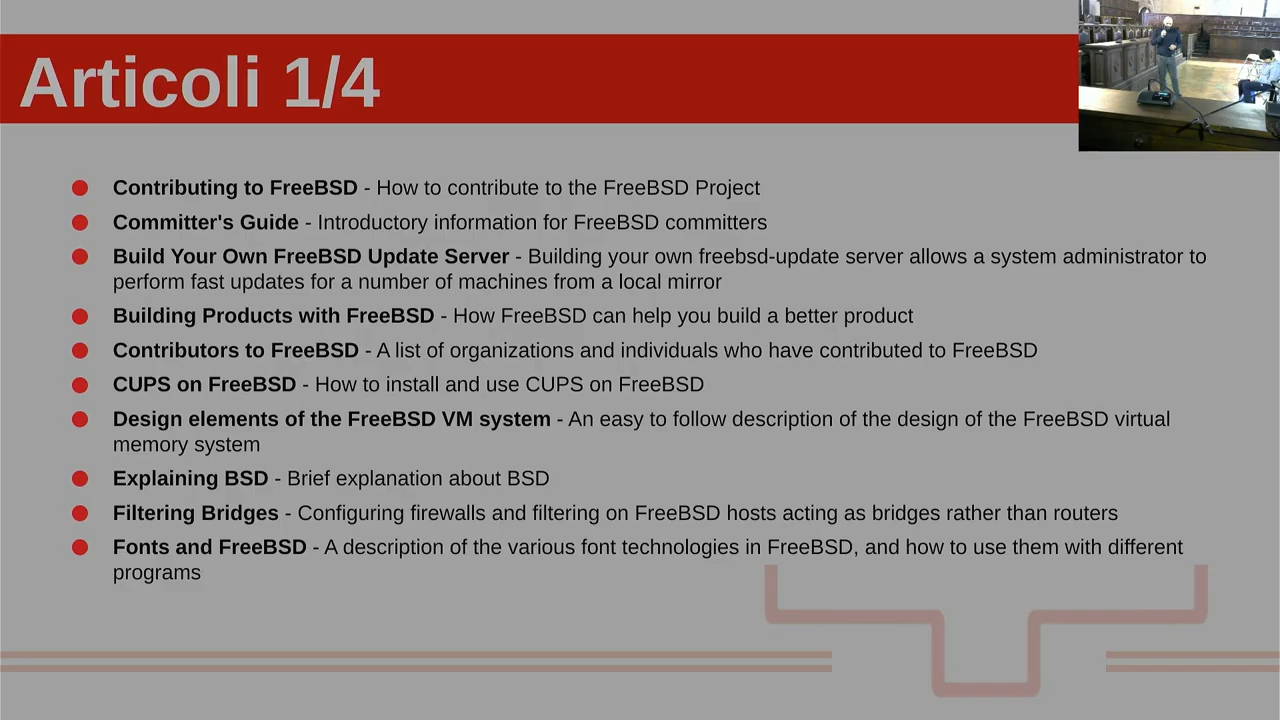 Articoli 1/4
Contributing to FreeBSD - How to contribute to the FreeBSD Project
Committer's Guide - Introductory information for FreeBSD committers
Build Your Own FreeBSD Update Server - Building your own freebsd-update server allows a system administrator to
perform fast updates for a number of machines from a local mirror
Building Products with FreeBSD - How FreeBSD can help you build a better product
Contributors to FreeBSD - A list of organizations and individuals who have contributed to FreeBSD
CUPS on FreeBSD - How to install and use CUPS on FreeBSD
Design elements of the FreeBSD VM system - An easy to follow description of the design of the FreeBSD virtual
memory system
Explaining BSD - Brief explanation about BSD
Filtering Bridges - Configuring firewalls and filtering on FreeBSD hosts acting as bridges rather than routers
Fonts and FreeBSD - A description of the various font technologies in FreeBSD, and how to use them with different
programs